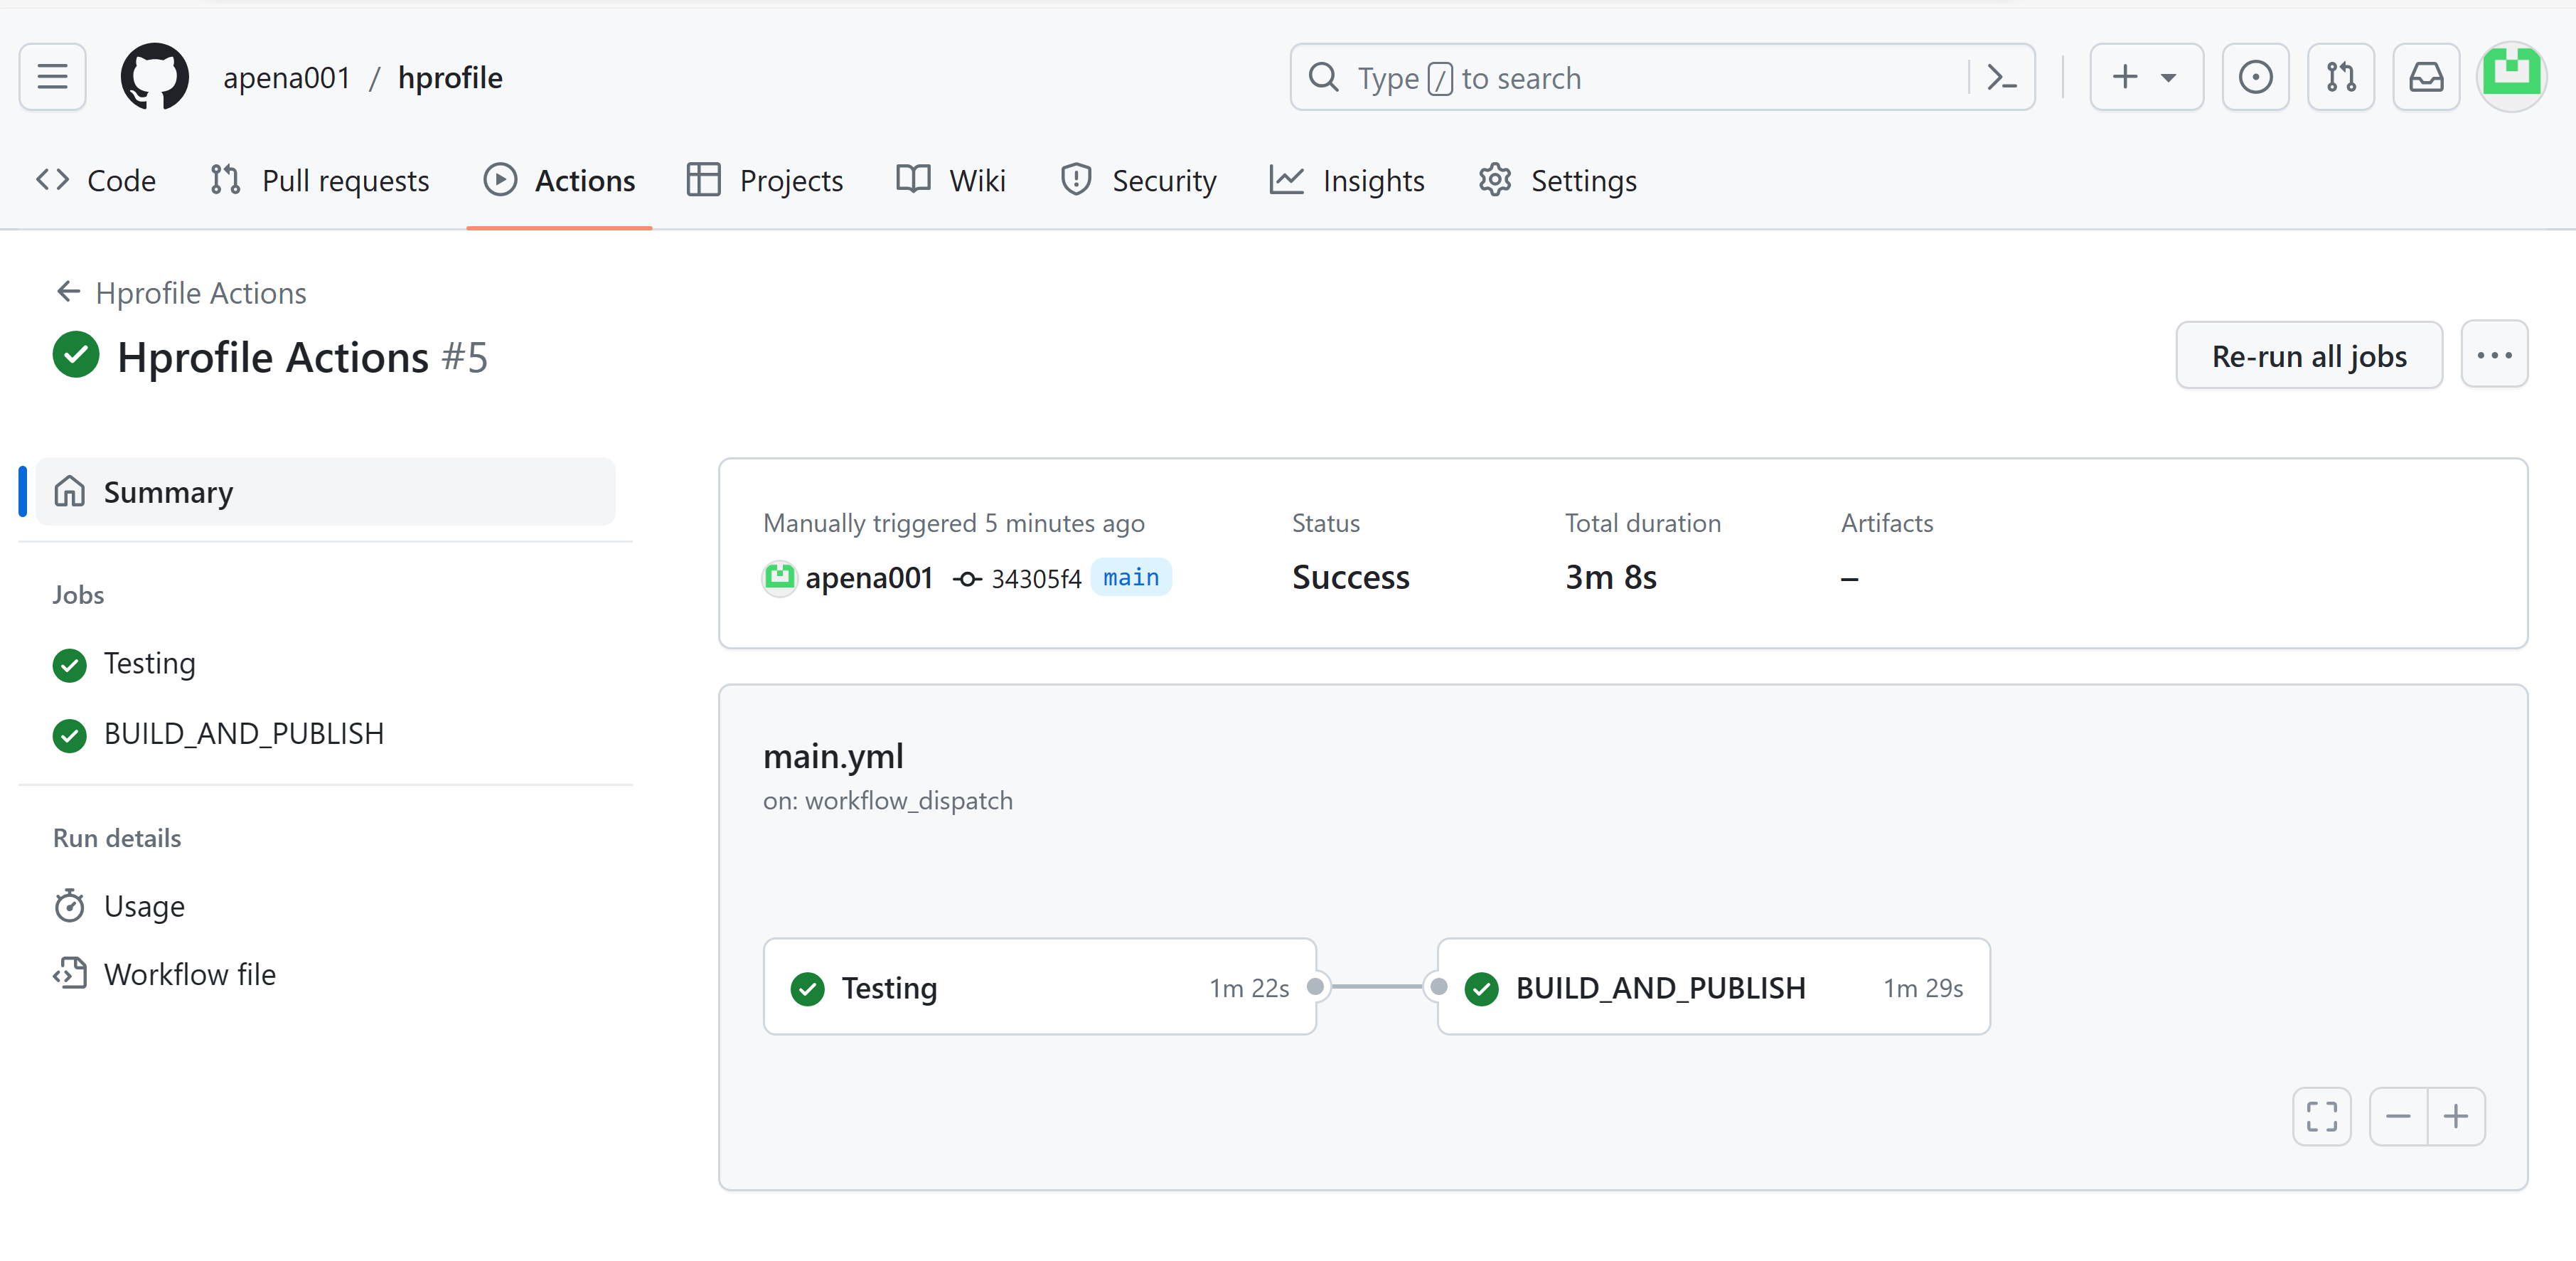 apena001 / hprofile
Type / to search
Code Pull requests Actions Projects Wiki Security Insights Settings
Hprofile Actions
Hprofile Actions #5
Re-run all jobs
Summary
Jobs
Testing
BUILD_AND_PUBLISH
Run details
Usage
Workflow file
Manually triggered 5 minutes ago
apena001 34305f4 main
Status
Success
Total duration
3m 8s
Artifacts
–
main.yml
on: workflow_dispatch
Testing 1m 22s
BUILD_AND_PUBLISH 1m 29s